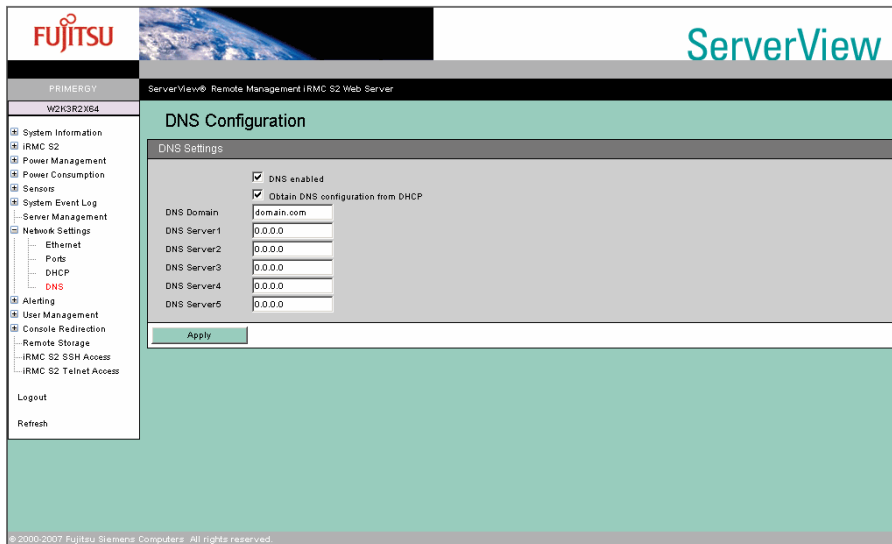 FUJITSU
ServerView
PRIMERGY
ServerView® Remote Management iRMC S2 Web Server
W2K3R2X64
System Information
iRMC S2
Power Management
Power Consumption
Sensors
System Event Log
Server Management
Network Settings
Ethernet
Ports
DHCP
DNS
Alerting
User Management
Console Redirection
Remote Storage
iRMC S2 SSH Access
iRMC S2 Telnet Access
Logout
Refresh
DNS Configuration
DNS Settings
DNS enabled
Obtain DNS configuration from DHCP
DNS Domain domain.com
DNS Server1 0.0.0.0
DNS Server2 0.0.0.0
DNS Server3 0.0.0.0
DNS Server4 0.0.0.0
DNS Server5 0.0.0.0
Apply
© 2000-2007 Fujitsu Siemens Computers All rights reserved.